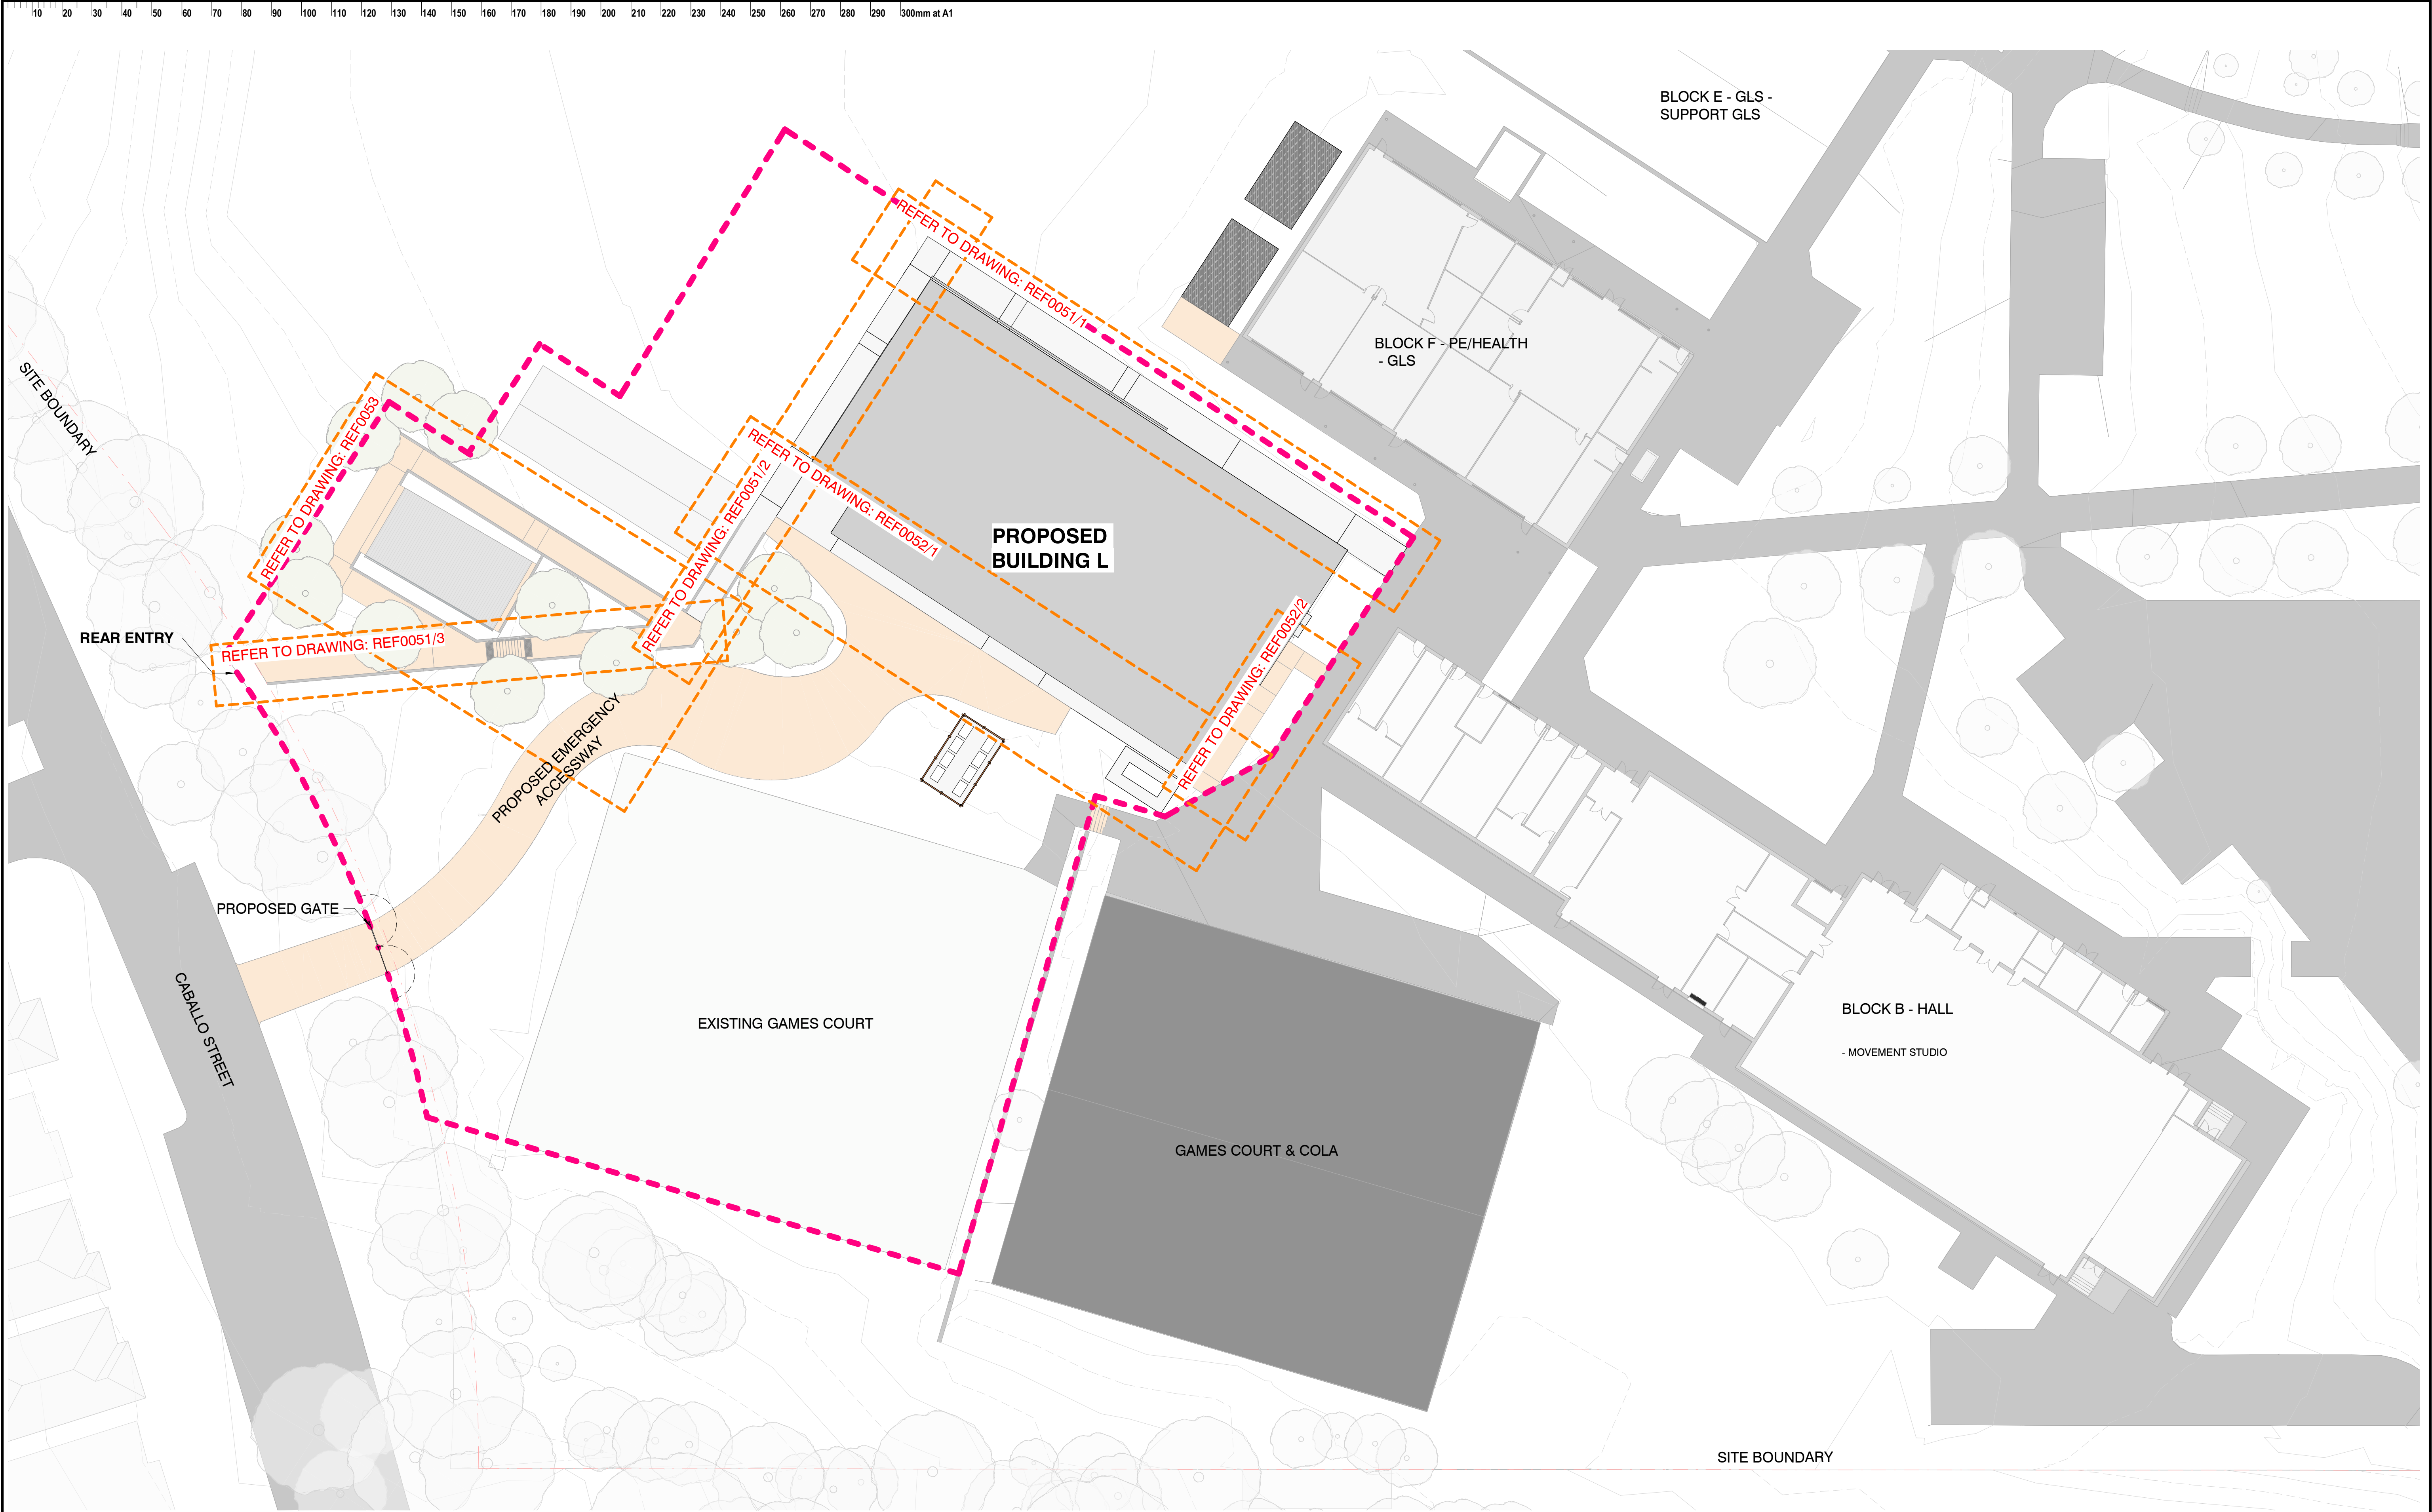 10 20 30 40 50 60 70 80 90 100 110 120 130 140 150 160 170 180 190 200 210 220 230 240 250 260 270 280 290 300mm at A1
BLOCK E - GLS -
SUPPORT GLS
REFER TO DRAWING: REF0051/1
BLOCK F - PE/HEALTH
- GLS
SITE BOUNDARY
REFER TO DRAWING: REF0053
REFER TO DRAWING: REF0051/2
REFER TO DRAWING: REF0052/1
PROPOSED
BUILDING L
REAR ENTRY
REFER TO DRAWING: REF0051/3
REFER TO DRAWING: REF0052/2
PROPOSED EMERGENCY
ACCESSWAY
PROPOSED GATE
CABALLO STREET
EXISTING GAMES COURT
BLOCK B - HALL
- MOVEMENT STUDIO
GAMES COURT & COLA
SITE BOUNDARY